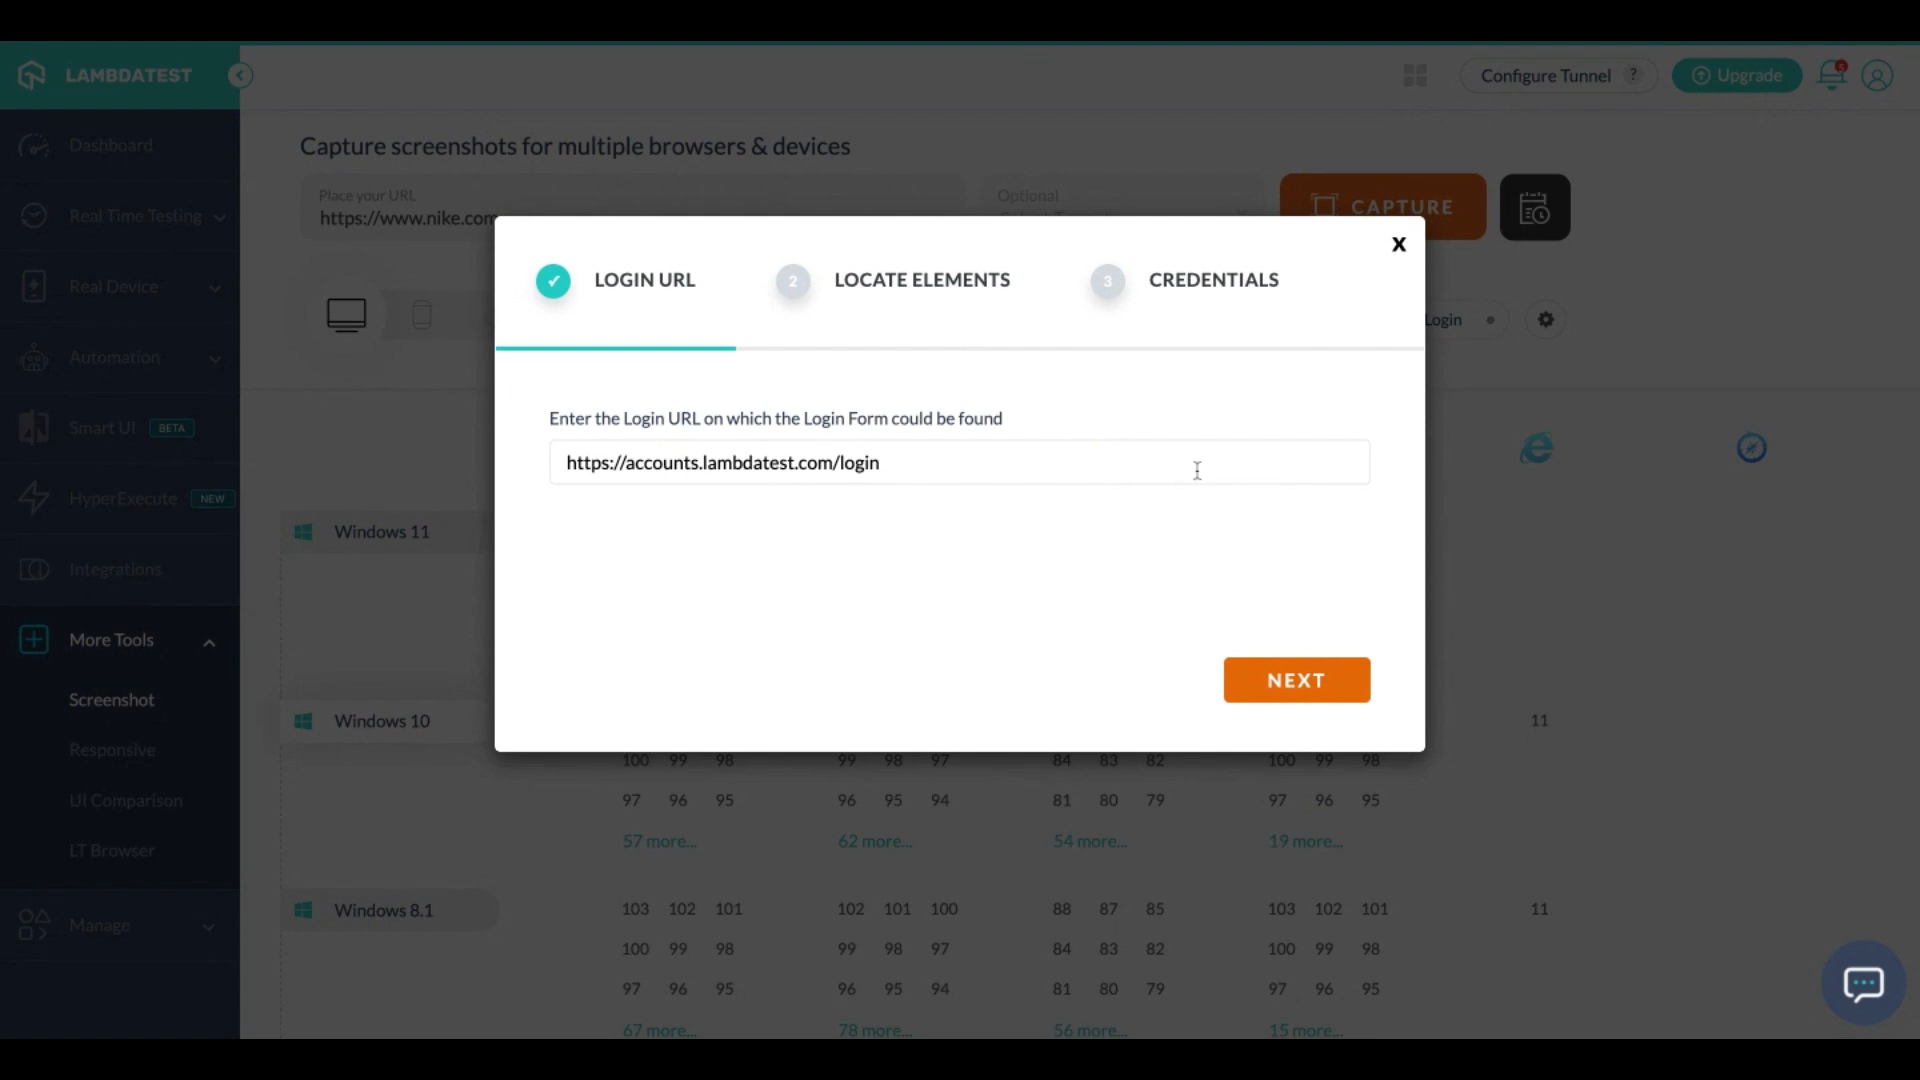 LAMBDATEST
Configure Tunnel ?
Upgrade
5
Dashboard
Real Time Testing
Real Device
Automation
Smart UI BETA
HyperExecute NEW
Integrations
More Tools
Screenshot
Responsive
UI Comparison
LT Browser
Manage
Capture screenshots for multiple browsers & devices
Place your URL
https://www.nike.com
Optional
CAPTURE
Login
X
LOGIN URL
2 LOCATE ELEMENTS
3 CREDENTIALS
Enter the Login URL on which the Login Form could be found
https://accounts.lambdatest.com/login
NEXT
Windows 11
Windows 10
11
100 99 98 99 98 97 84 83 82 100 99 98
97 96 95 96 95 94 81 80 79 97 96 95
57 more... 62 more... 54 more... 19 more...
Windows 8.1
103 102 101 102 101 100 88 87 85 103 102 101 11
100 99 98 99 98 97 84 83 82 100 99 98
97 96 95 96 95 94 81 80 79 97 96 95
67 more... 78 more... 56 more... 15 more...